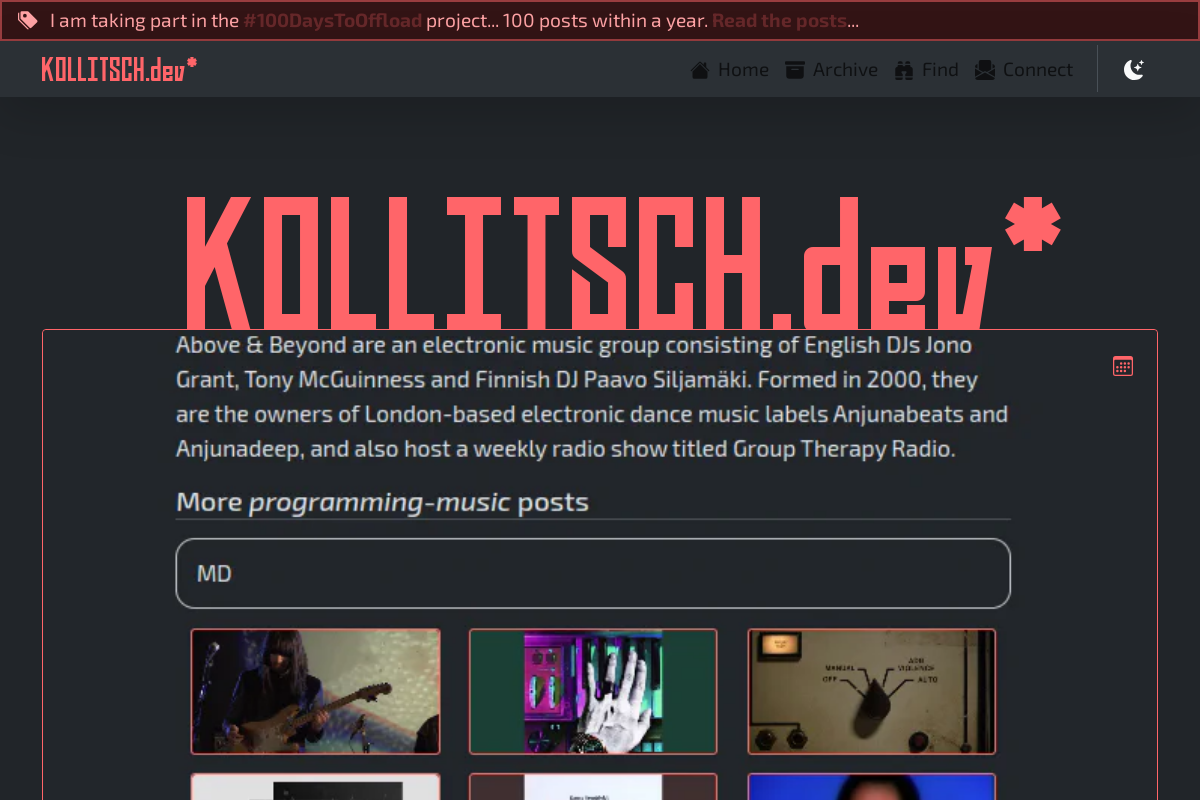 I am taking part in the #100DaysToOffload project... 100 posts within a year. Read the posts...
KOLLITSCH.dev*
Home Archive Find Connect
KOLLITSCH.dev*
Above & Beyond are an electronic music group consisting of English DJs Jono
Grant, Tony McGuinness and Finnish DJ Paavo Siljamäki. Formed in 2000, they
are the owners of London-based electronic dance music labels Anjunabeats and
Anjunadeep, and also host a weekly radio show titled Group Therapy Radio.
More programming-music posts
MD
MANUAL
ADD VIOLENCE
OFF
AUTO